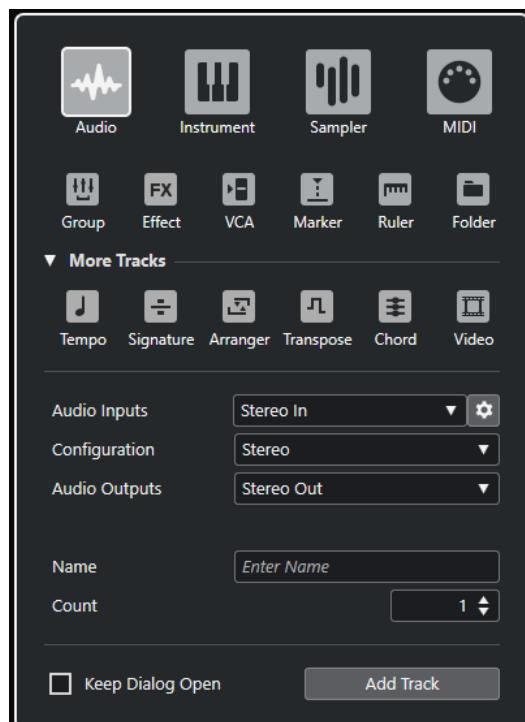 Audio Instrument Sampler MIDI
FX
Group Effect VCA Marker Ruler Folder
More Tracks
Tempo Signature Arranger Transpose Chord Video
Audio Inputs Stereo In
Configuration Stereo
Audio Outputs Stereo Out
Name Enter Name
Count 1
Keep Dialog Open Add Track